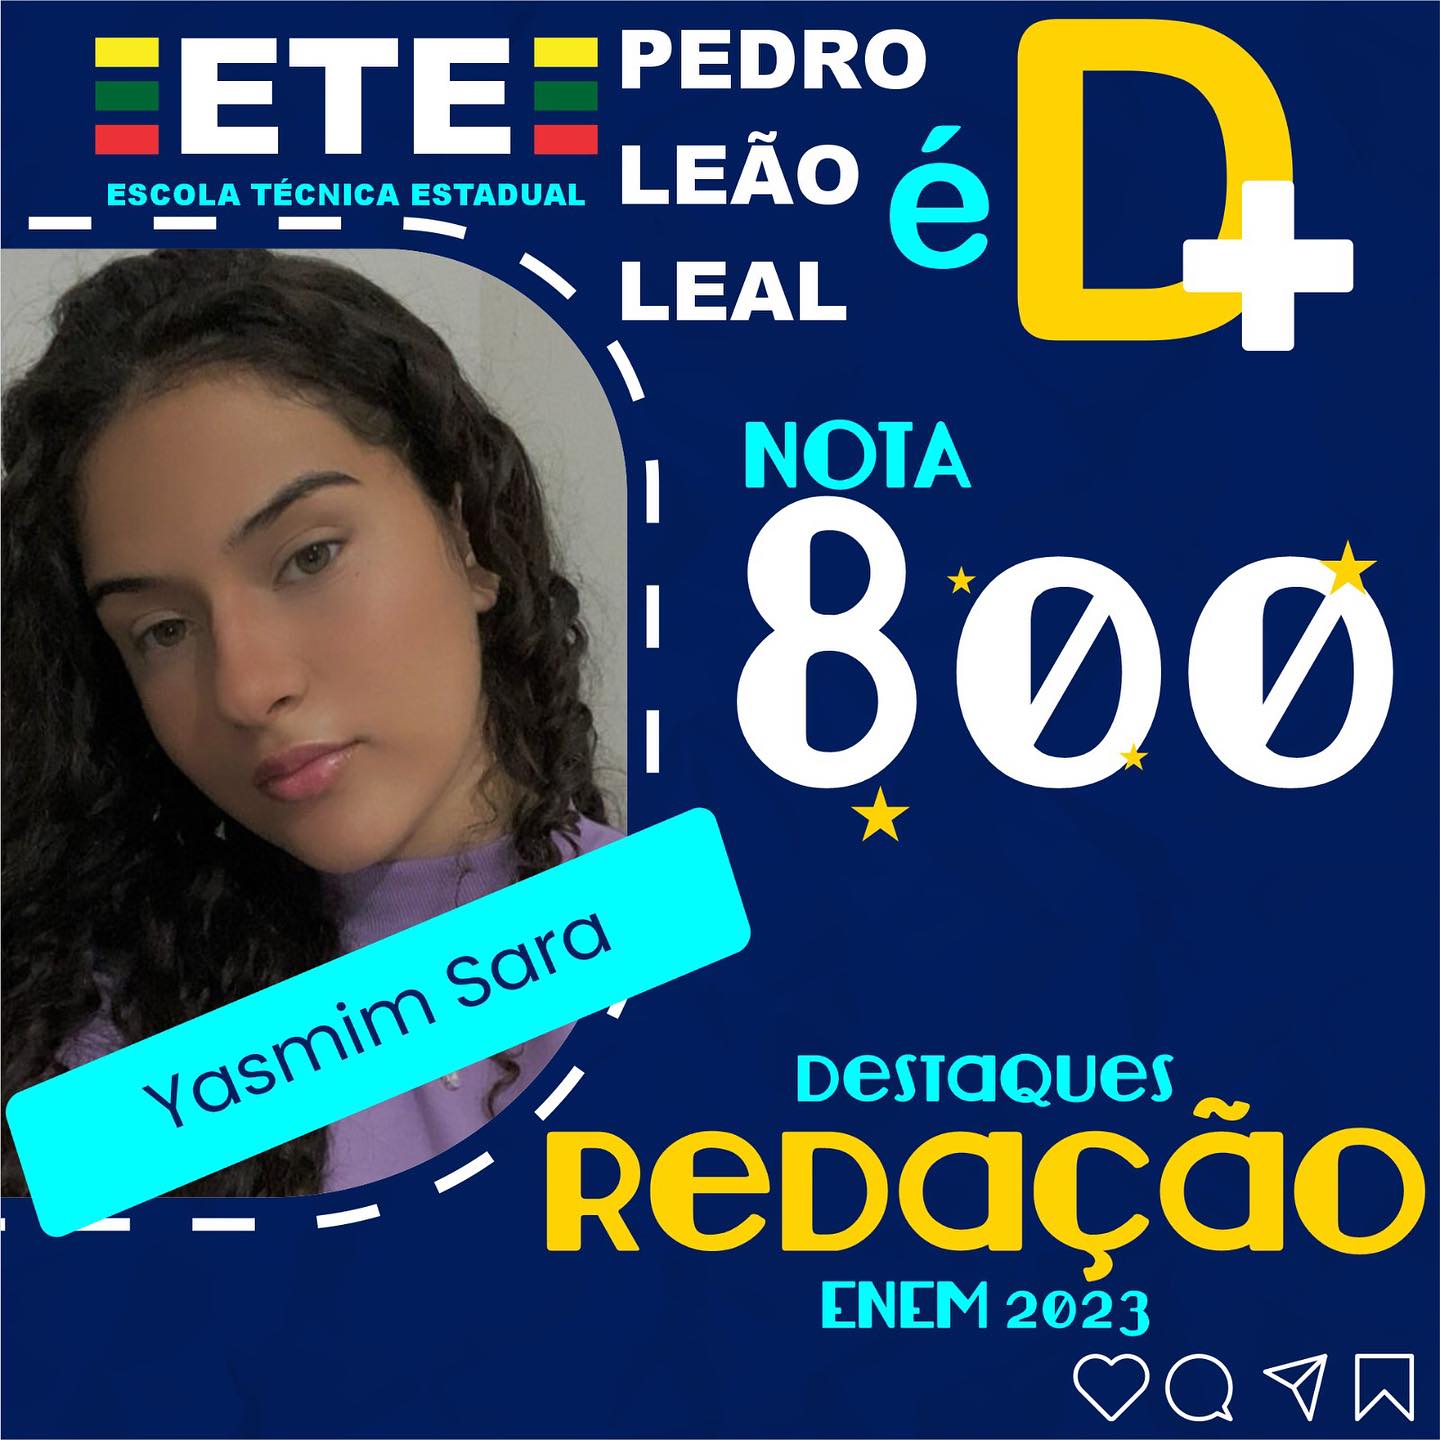 ETE
ESCOLA TÉCNICA ESTADUAL
PEDRO
LEÃO
LEAL
é
D+
NOTA
800
Yasmim Sara
DESTAQUES
REDAÇÃO
ENEM 2023